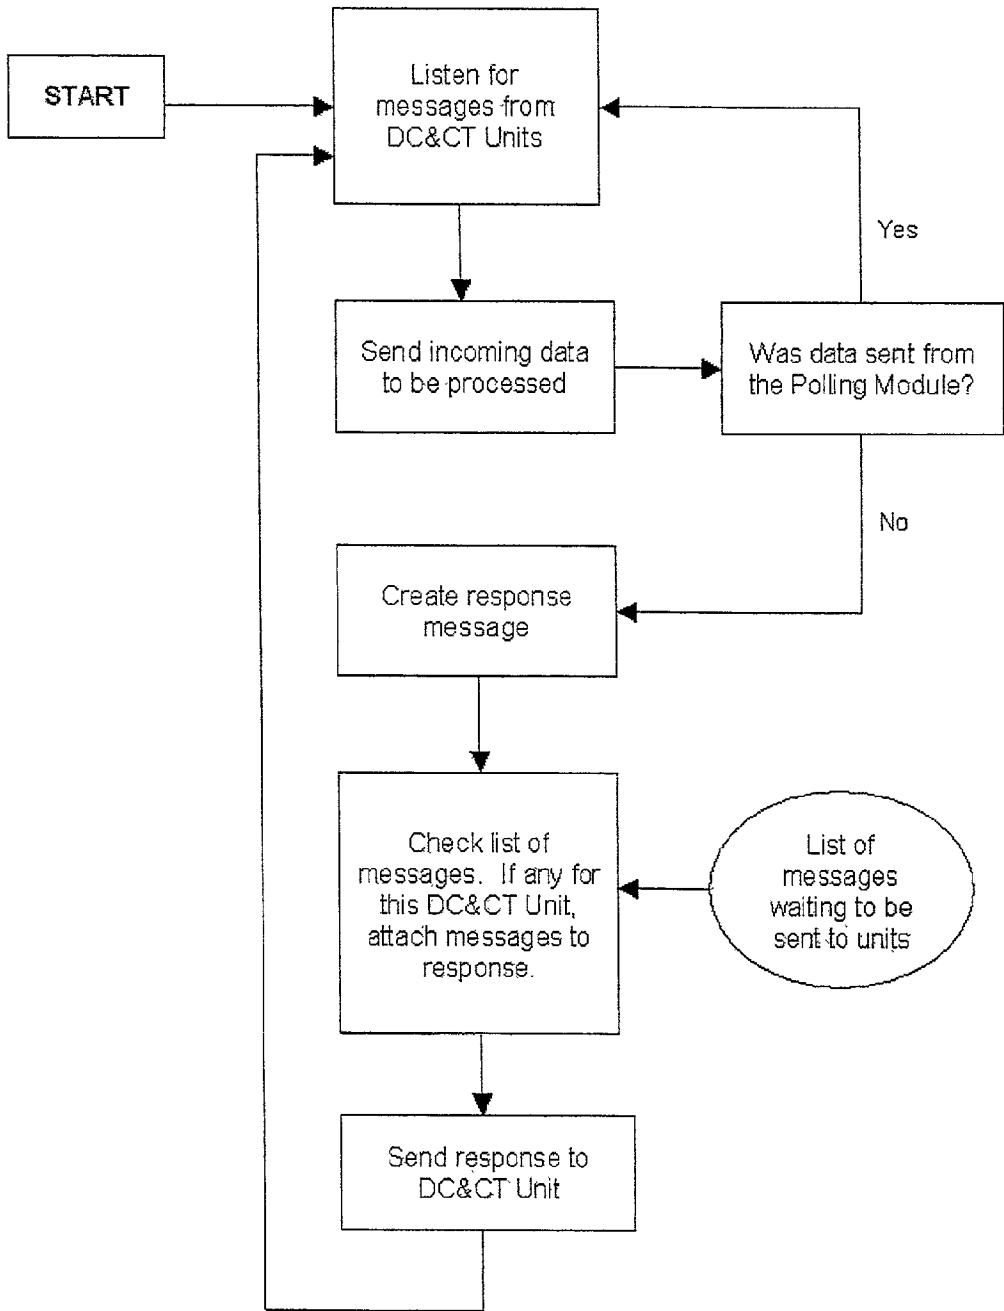 START
Listen for
messages from
DC&CT Units
Yes
Send incoming data
to be processed
Was data sent from
the Polling Module?
No
Create response
message
Check list of
messages. If any for
this DC&CT Unit,
attach messages to
response.
List of
messages
waiting to be
sent to units
Send response to
DC&CT Unit